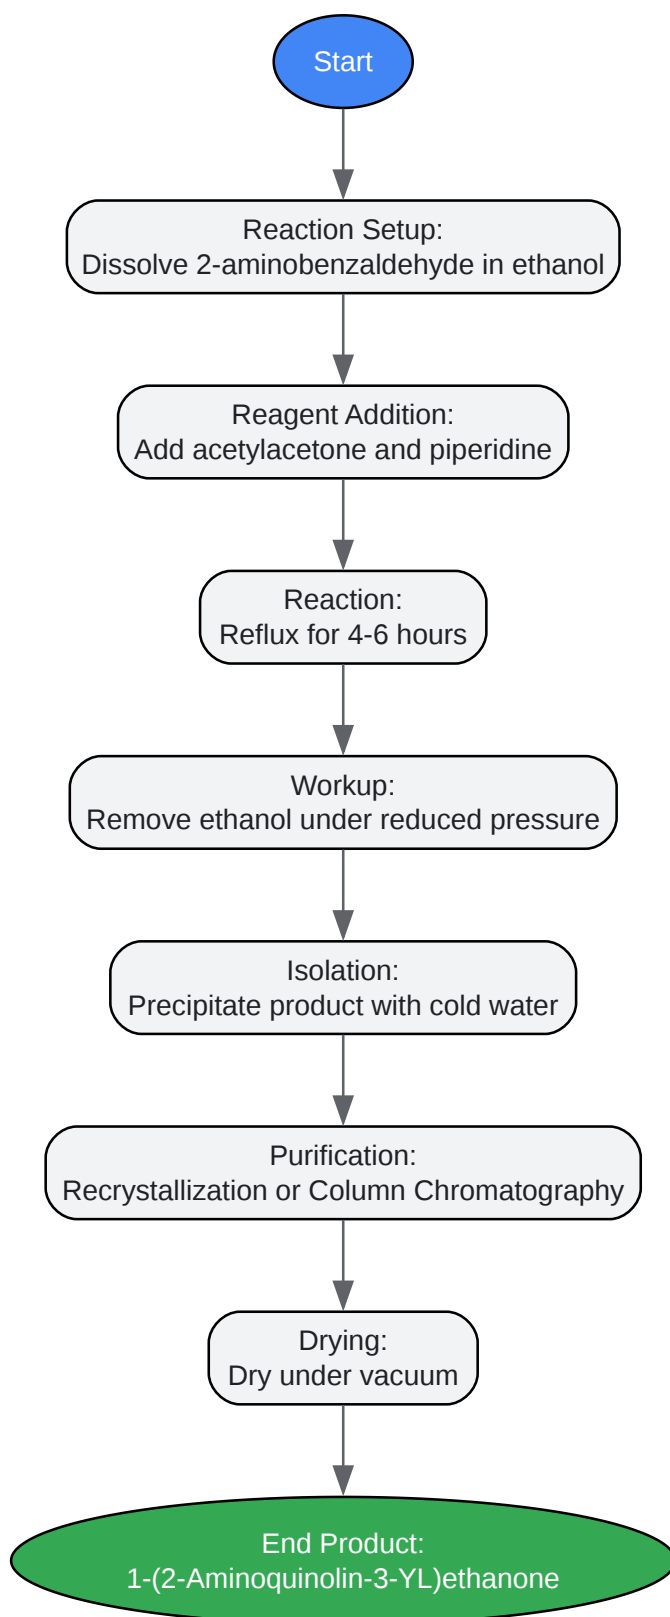 Start
Reaction Setup:
Dissolve 2-aminobenzaldehyde in ethanol
Reagent Addition:
Add acetylacetone and piperidine
Reaction:
Reflux for 4-6 hours
Workup:
Remove ethanol under reduced pressure
Isolation:
Precipitate product with cold water
Purification:
Recrystallization or Column Chromatography
Drying:
Dry under vacuum
End Product:
1-(2-Aminoquinolin-3-YL)ethanone